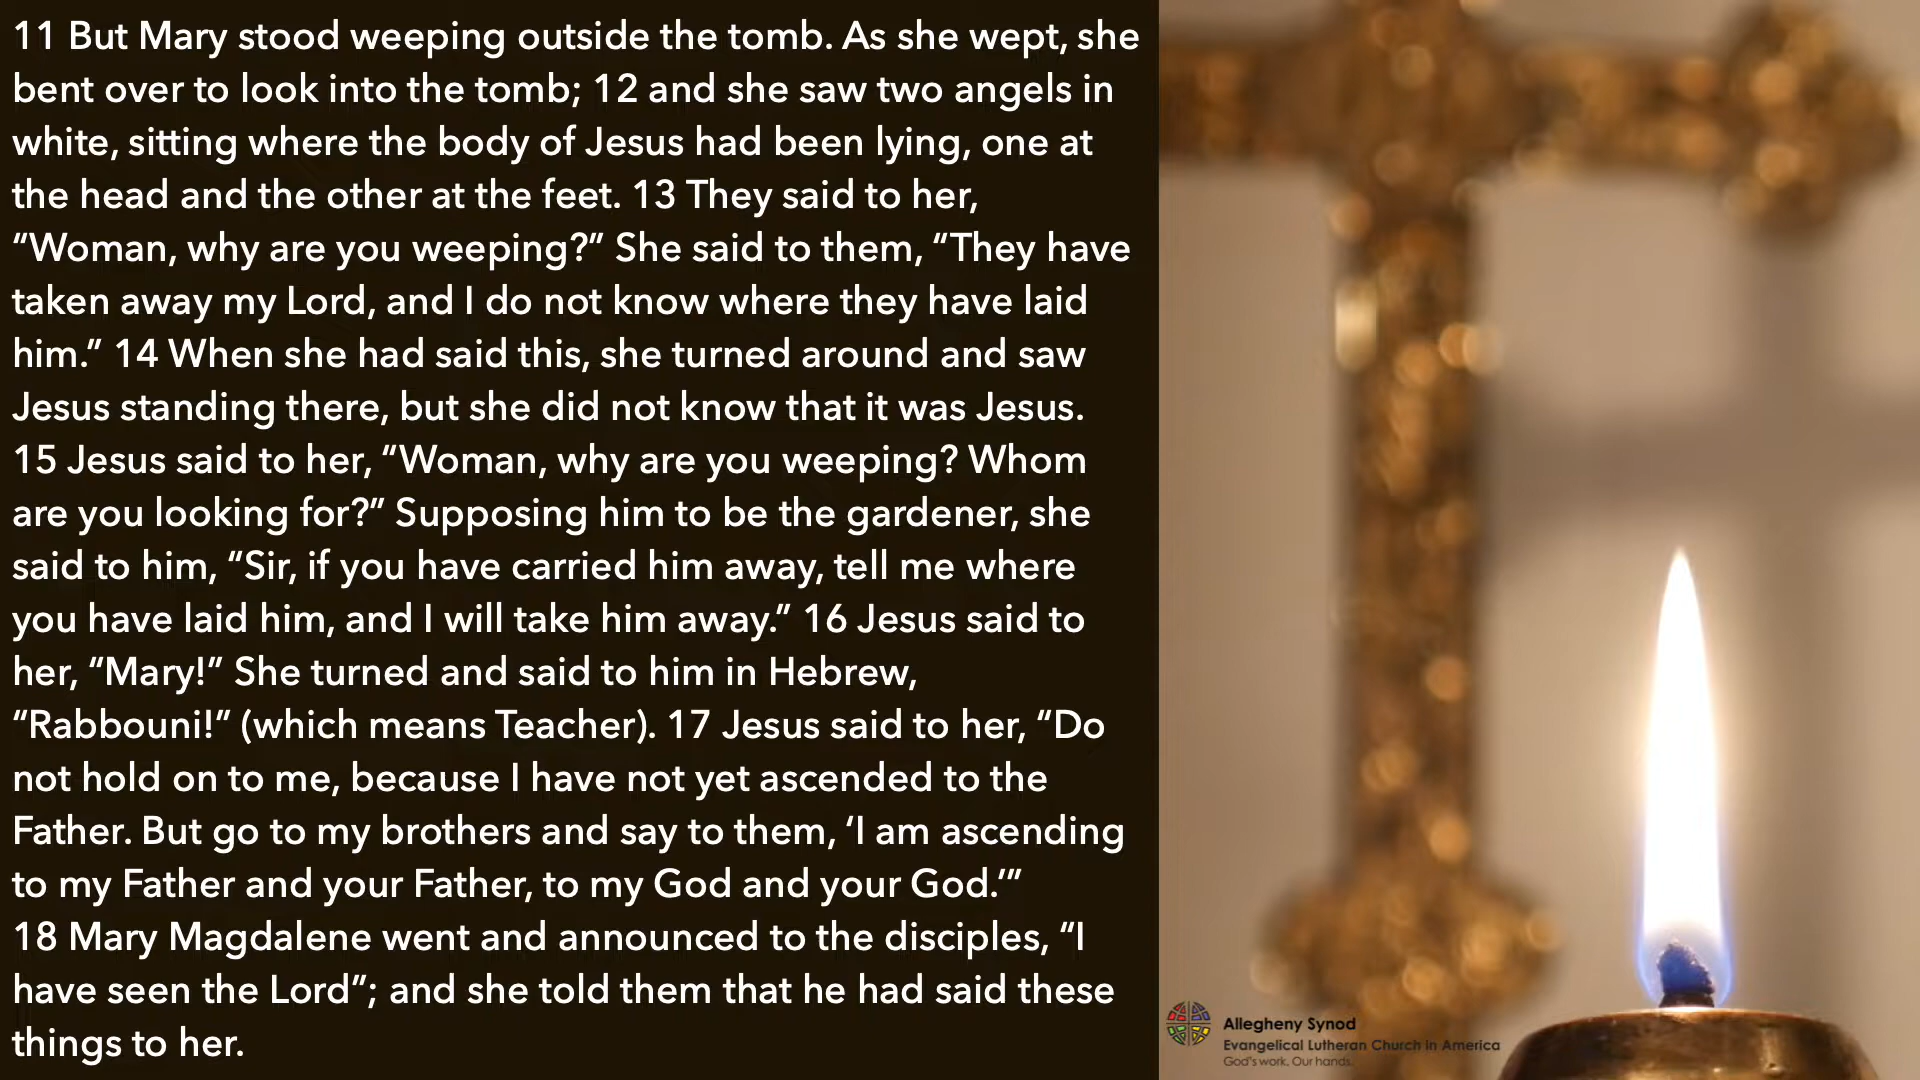 11 But Mary stood weeping outside the tomb. As she wept, she
bent over to look into the tomb; 12 and she saw two angels in
white, sitting where the body of Jesus had been lying, one at
the head and the other at the feet. 13 They said to her,
“Woman, why are you weeping?” She said to them, “They have
taken away my Lord, and I do not know where they have laid
him.” 14 When she had said this, she turned around and saw
Jesus standing there, but she did not know that it was Jesus.
15 Jesus said to her, “Woman, why are you weeping? Whom
are you looking for?” Supposing him to be the gardener, she
said to him, “Sir, if you have carried him away, tell me where
you have laid him, and I will take him away.” 16 Jesus said to
her, “Mary!” She turned and said to him in Hebrew,
“Rabbouni!” (which means Teacher). 17 Jesus said to her, “Do
not hold on to me, because I have not yet ascended to the
Father. But go to my brothers and say to them, ‘I am ascending
to my Father and your Father, to my God and your God.’”
18 Mary Magdalene went and announced to the disciples, “I
have seen the Lord”; and she told them that he had said these
things to her.
Allegheny Synod
Evangelical Lutheran Church in America
God's work. Our hands.